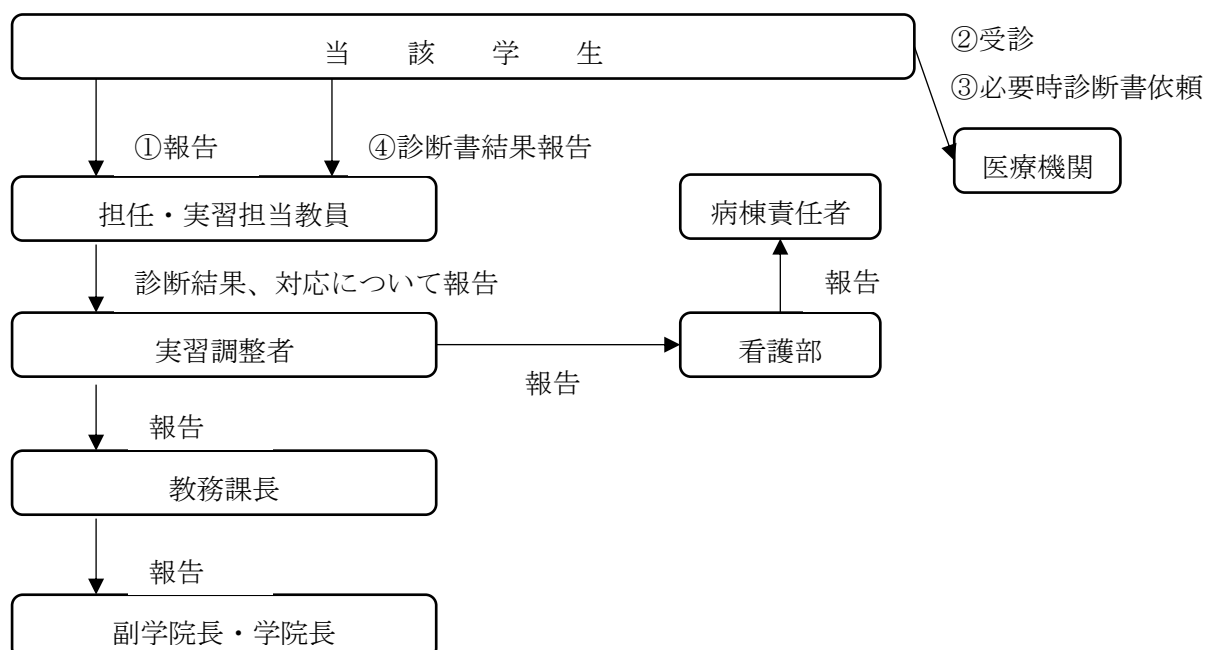 当　該　学　生
②受診
③必要時診断書依頼
医療機関
①報告
④診断書結果報告
担任・実習担当教員
病棟責任者
診断結果、対応について報告
報告
実習調整者
看護部
報告
報告
教務課長
報告
副学院長・学院長